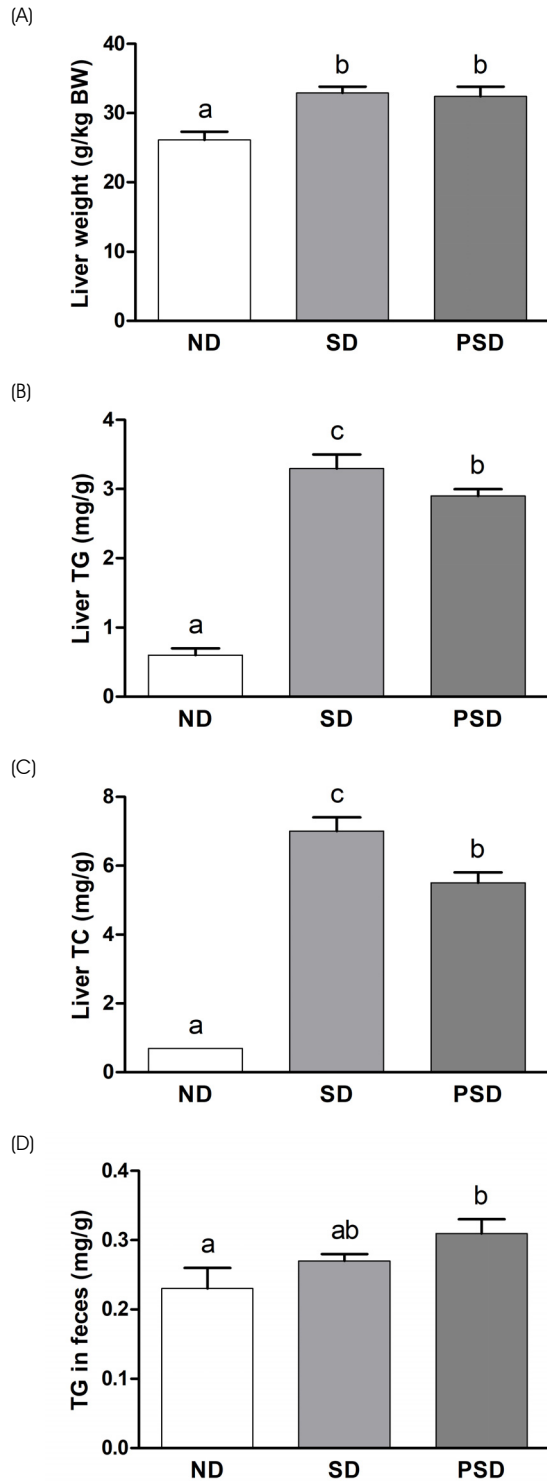 (A)
Liver weight (g/kg BW)
40
30
20
10
0
a
b
b
ND SD PSD
(B)
Liver TG (mg/g)
4
3
2
1
0
a
c
b
ND SD PSD
(C)
Liver TC (mg/g)
8
6
4
2
0
a
c
b
ND SD PSD
(D)
TG in feces (mg/g)
0.4
0.3
0.2
0.1
0.0
a
ab
b
ND SD PSD